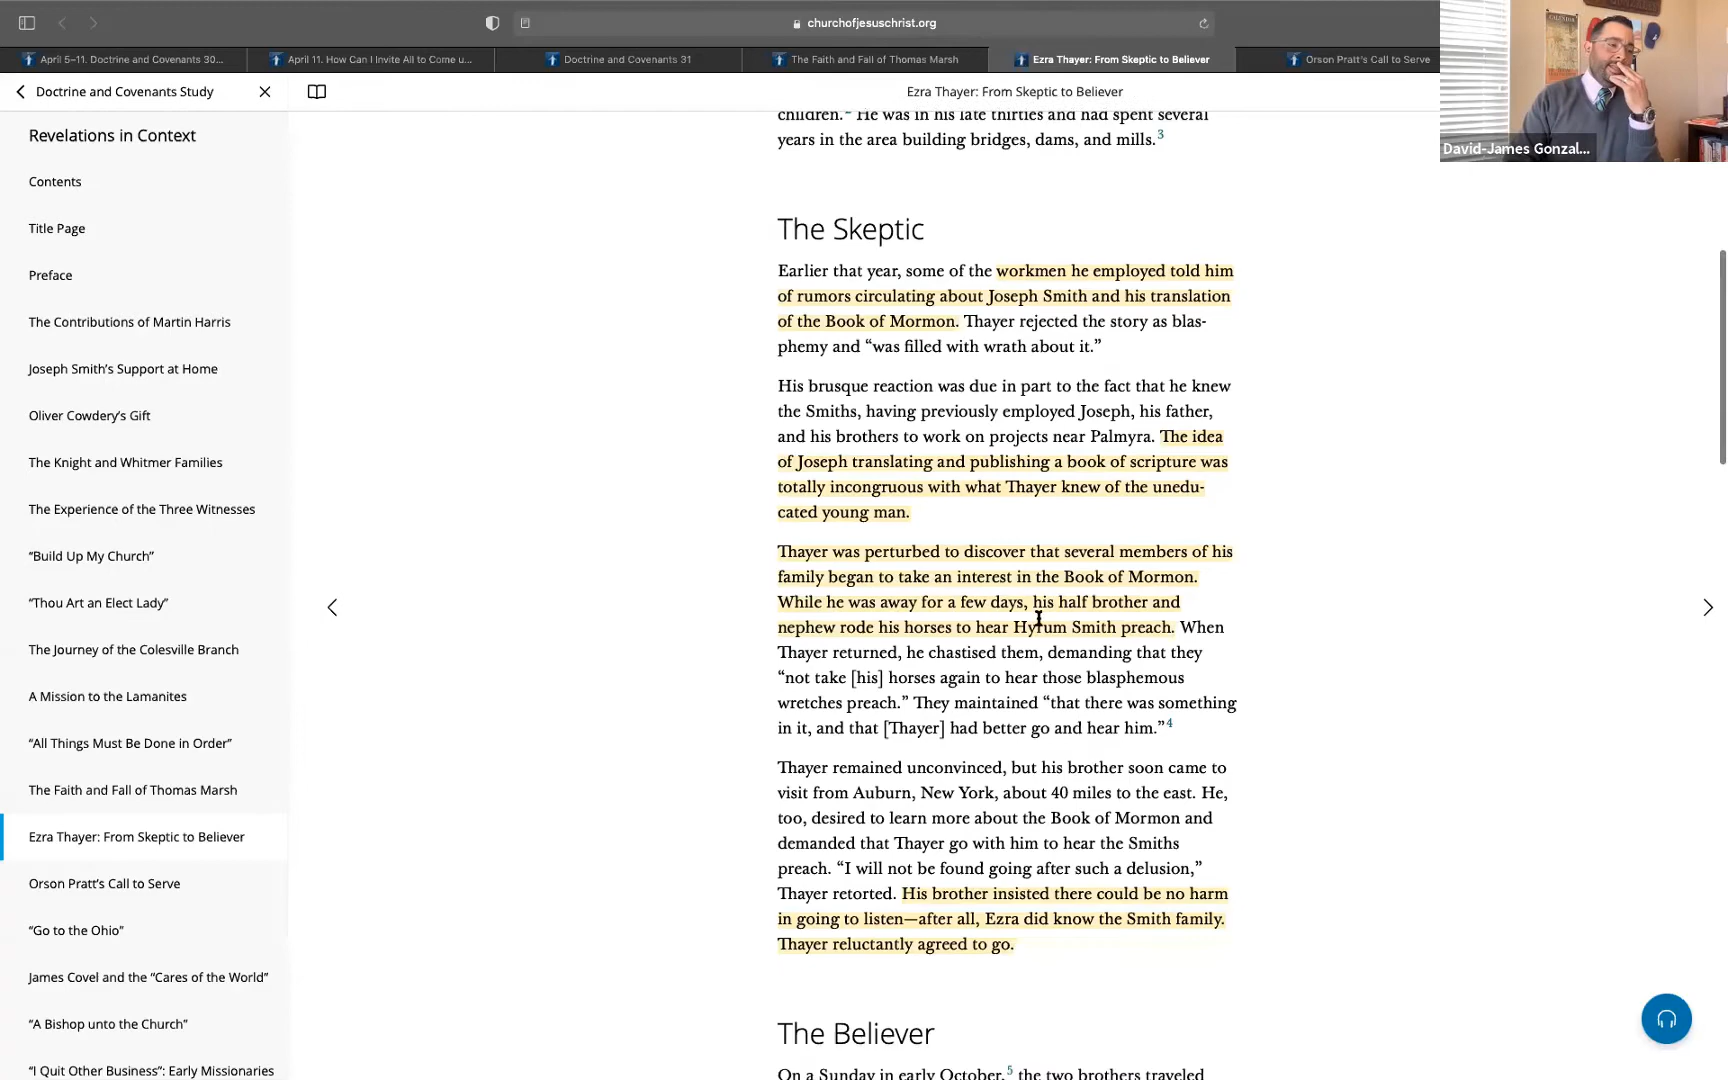 churchofjesuschrist.org
April 5–11. Doctrine and Covenants 30...
April 11. How Can I Invite All to Come u...
Doctrine and Covenants 31
The Faith and Fall of Thomas Marsh
Ezra Thayer: From Skeptic to Believer
Orson Pratt's Call to Serve
David-James Gonzal...
Doctrine and Covenants Study
Ezra Thayer: From Skeptic to Believer
Revelations in Context
Contents
Title Page
Preface
The Contributions of Martin Harris
Joseph Smith's Support at Home
Oliver Cowdery's Gift
The Knight and Whitmer Families
The Experience of the Three Witnesses
“Build Up My Church”
“Thou Art an Elect Lady”
The Journey of the Colesville Branch
A Mission to the Lamanites
“All Things Must Be Done in Order”
The Faith and Fall of Thomas Marsh
Ezra Thayer: From Skeptic to Believer
Orson Pratt's Call to Serve
“Go to the Ohio”
James Covel and the “Cares of the World”
“A Bishop unto the Church”
“I Quit Other Business”: Early Missionaries
children.2 He was in his late thirties and had spent several
years in the area building bridges, dams, and mills.3
The Skeptic
Earlier that year, some of the workmen he employed told him
of rumors circulating about Joseph Smith and his translation
of the Book of Mormon. Thayer rejected the story as blas-
phemy and “was filled with wrath about it.”
His brusque reaction was due in part to the fact that he knew
the Smiths, having previously employed Joseph, his father,
and his brothers to work on projects near Palmyra. The idea
of Joseph translating and publishing a book of scripture was
totally incongruous with what Thayer knew of the unedu-
cated young man.
Thayer was perturbed to discover that several members of his
family began to take an interest in the Book of Mormon.
While he was away for a few days, his half brother and
nephew rode his horses to hear Hyrum Smith preach. When
Thayer returned, he chastised them, demanding that they
“not take [his] horses again to hear those blasphemous
wretches preach.” They maintained “that there was something
in it, and that [Thayer] had better go and hear him.”4
Thayer remained unconvinced, but his brother soon came to
visit from Auburn, New York, about 40 miles to the east. He,
too, desired to learn more about the Book of Mormon and
demanded that Thayer go with him to hear the Smiths
preach. “I will not be found going after such a delusion,”
Thayer retorted. His brother insisted there could be no harm
in going to listen—after all, Ezra did know the Smith family.
Thayer reluctantly agreed to go.
The Believer
On a Sunday in early October,5 the two brothers traveled